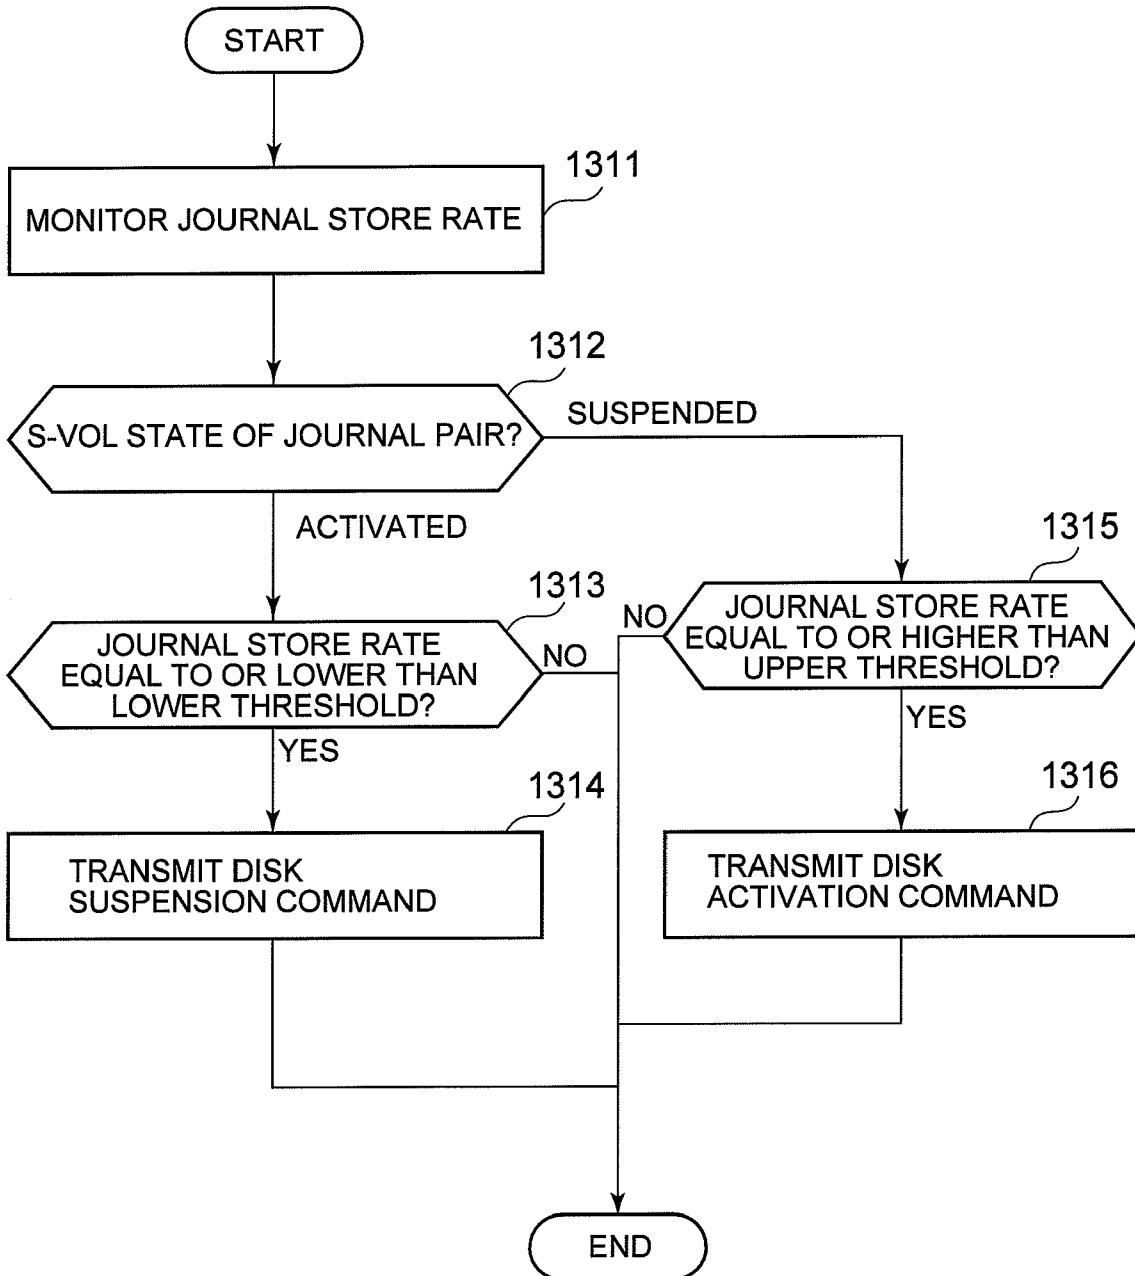 START
1311
MONITOR JOURNAL STORE RATE
1312
S-VOL STATE OF JOURNAL PAIR?
SUSPENDED
ACTIVATED
1313
JOURNAL STORE RATE
EQUAL TO OR LOWER THAN
LOWER THRESHOLD?
NO
YES
1314
TRANSMIT DISK
SUSPENSION COMMAND
1315
JOURNAL STORE RATE
EQUAL TO OR HIGHER THAN
UPPER THRESHOLD?
NO
YES
1316
TRANSMIT DISK
ACTIVATION COMMAND
END